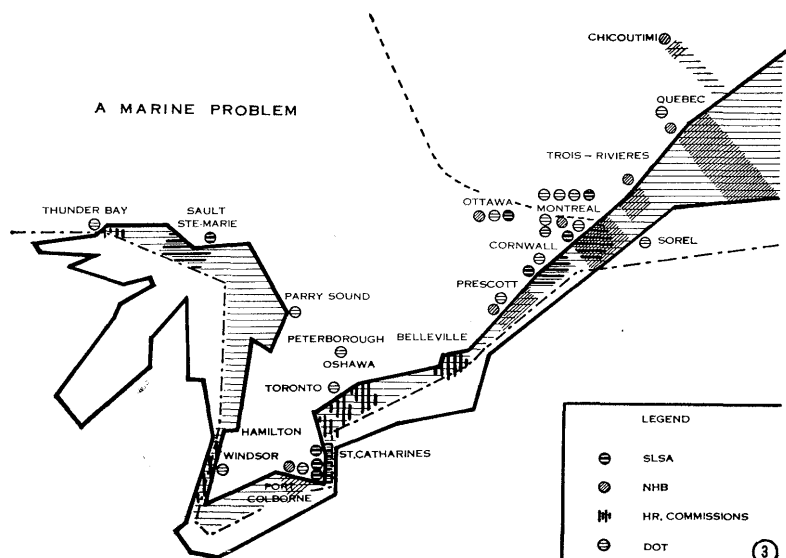 CHICOUTIMI
A MARINE PROBLEM
QUEBEC
TROIS-RIVIERES
THUNDER BAY
SAULT
STE-MARIE
OTTAWA
MONTREAL
CORNWALL
SOREL
PRESCOTT
PARRY SOUND
PETERBOROUGH
BELLEVILLE
OSHAWA
TORONTO
HAMILTON
WINDSOR
ST. CATHARINES
PORT
COLBORNE
LEGEND
SLSA
NHB
HR. COMMISSIONS
DOT
3